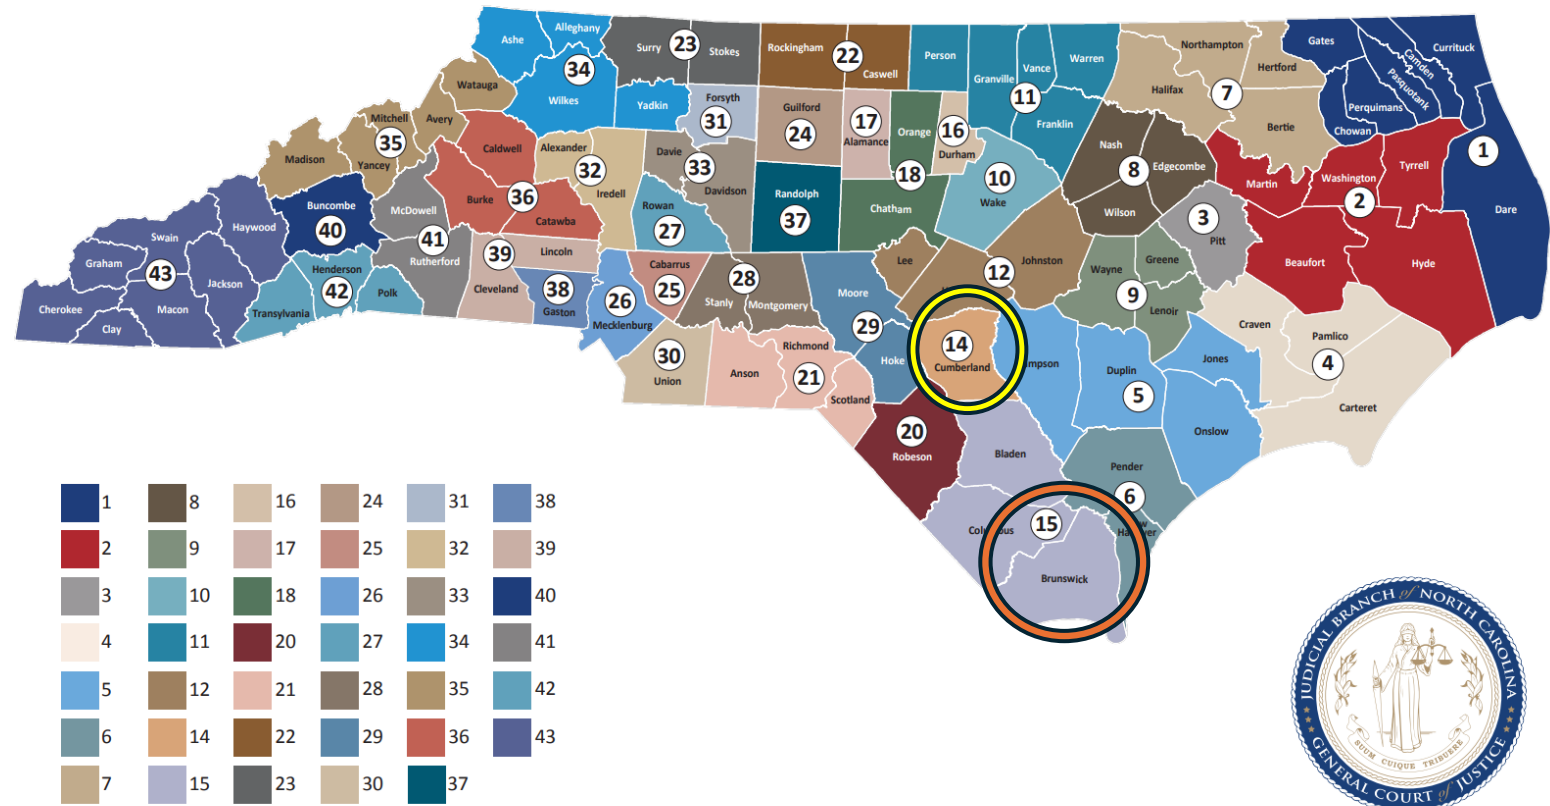 Ashe
Alleghany
34
Wilkes
Surry
23
Stokes
Rockingham
22
Caswell
Person
Granville
Vance
Warren
11
Franklin
Northampton
Hertford
Halifax
7
Bertie
Gates
Camden
Currituck
Pasquotank
Perquimans
Chowan
1
Dare
Watauga
Yadkin
Forsyth
31
Guilford
24
17
Alamance
Orange
16
Durham
18
Chatham
10
Wake
Nash
8
Edgecombe
Wilson
Martin
Washington
2
Tyrrell
Beaufort
Hyde
Mitchell
35
Avery
Yancey
Madison
Caldwell
Burke
36
Catawba
Alexander
32
Iredell
Davie
33
Davidson
Rowan
27
Randolph
37
3
Pitt
Buncombe
40
McDowell
41
Rutherford
39
Lincoln
Cleveland
38
Gaston
Haywood
Swain
Graham
43
Jackson
Cherokee
Macon
Clay
Henderson
42
Polk
Transylvania
26
Mecklenburg
Cabarrus
25
28
Stanly
Montgomery
Moore
29
Hoke
Lee
12
Johnston
Wayne
Greene
9
Lenoir
Craven
Pamlico
4
Carteret
30
Union
Anson
Richmond
21
Scotland
14
Cumberland
mpson
Duplin
5
Jones
Onslow
20
Robeson
Bladen
Pender
6
Colu bus
15
w
Ha er
Brunswick
1 8 16 24 31 38
2 9 17 25 32 39
3 10 18 26 33 40
4 11 20 27 34 41
5 12 21 28 35 42
6 14 22 29 36 43
7 15 23 30 37
JUDICIAL BRANCH of NORTH CAROLINA
SUUM CUIQUE TRIBUERE
GENERAL COURT of JUSTICE